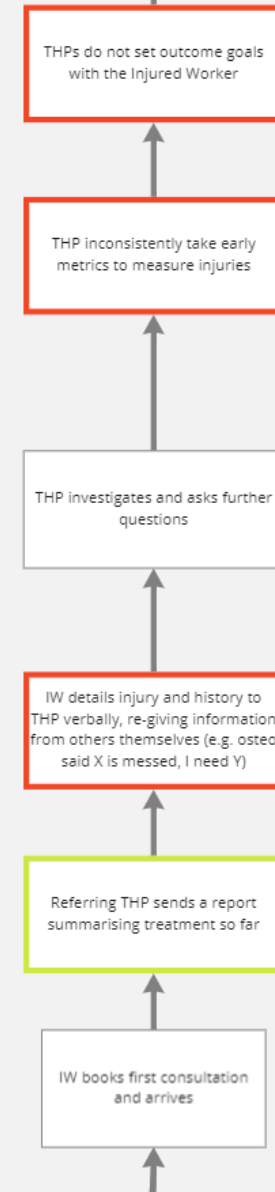 THPs do not set outcome goals
with the Injured Worker
THP inconsistently take early
metrics to measure injuries
THP investigates and asks further
questions
IW details injury and history to
THP verbally, re-giving information
from others themselves (e.g. osteo
said X is messed, I need Y)
Referring THP sends a report
summarising treatment so far
IW books first consultation
and arrives